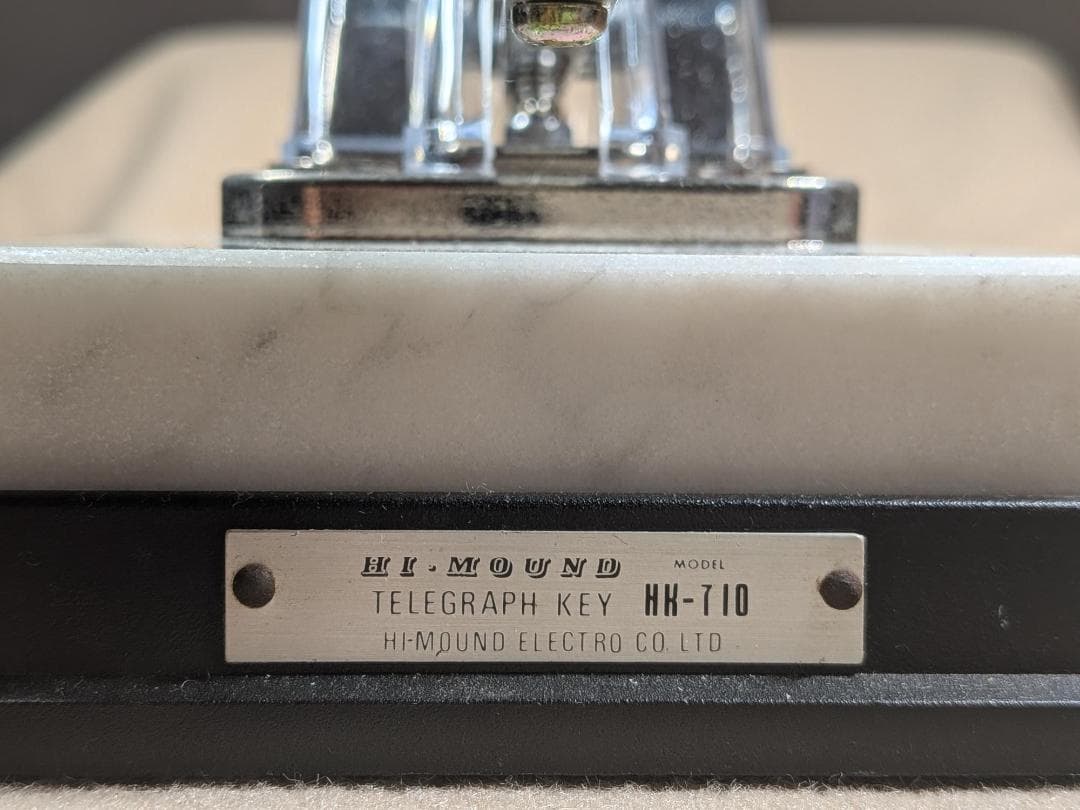 HI-MOUND MODEL
TELEGRAPH KEY HK-710
HI-MOUND ELECTRO CO. LTD